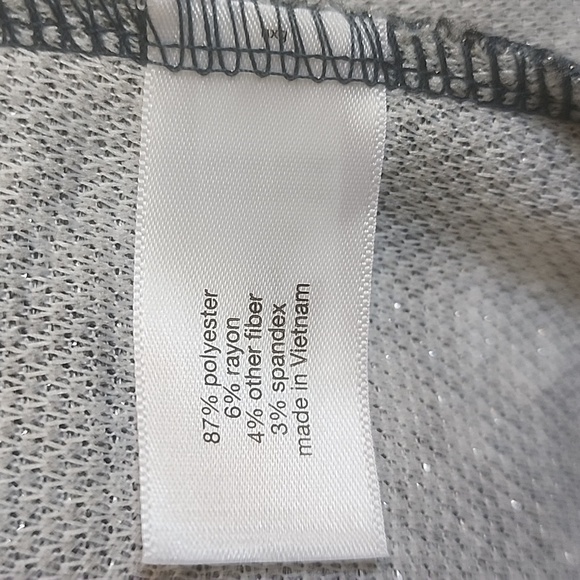 87% polyester
6% rayon
4% other fiber
3% spandex
made in Vietnam